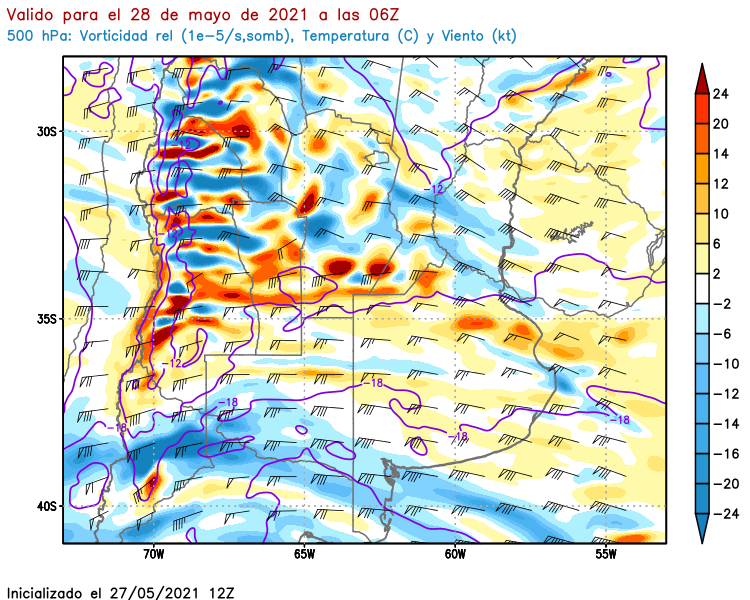 Valido para el 28 de mayo de 2021 a las 06Z
500 hPa: Vorticidad rel (1e-5/s,somb), Temperatura (C) y Viento (kt)
24
20
14
12
10
6
2
-2
-6
-10
-14
-16
-20
-24
30S
35S
40S
-12
-12
-12
-18
-18
-18
-18
-18
70W
65W
60W
55W
Inicializado el 27/05/2021 12Z